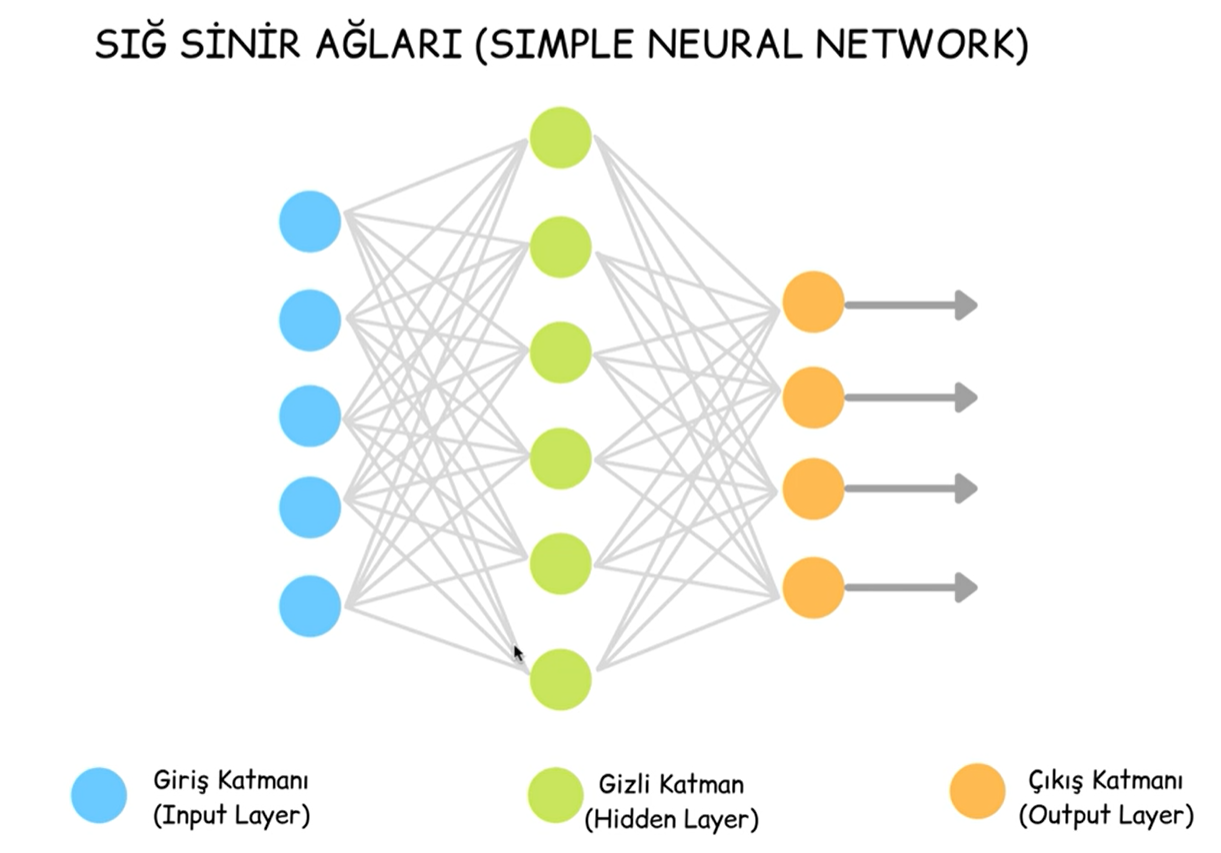 SIĞ SİNİR AĞLARI (SIMPLE NEURAL NETWORK)
Giriş Katmanı
(Input Layer)
Gizli Katman
(Hidden Layer)
Çıkış Katmanı
(Output Layer)